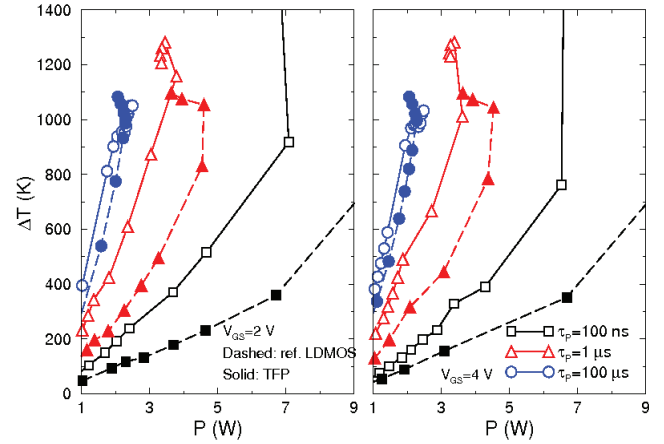 1400
1200
1000
800
600
400
200
0
ΔT (K)
1 3 5 7 9
P (W)
V_GS=2 V
Dashed: ref. LDMOS
Solid: TFP
1 3 5 7 9
P (W)
V_GS=4 V
τ_P=100 ns
τ_P=1 μs
τ_P=100 μs